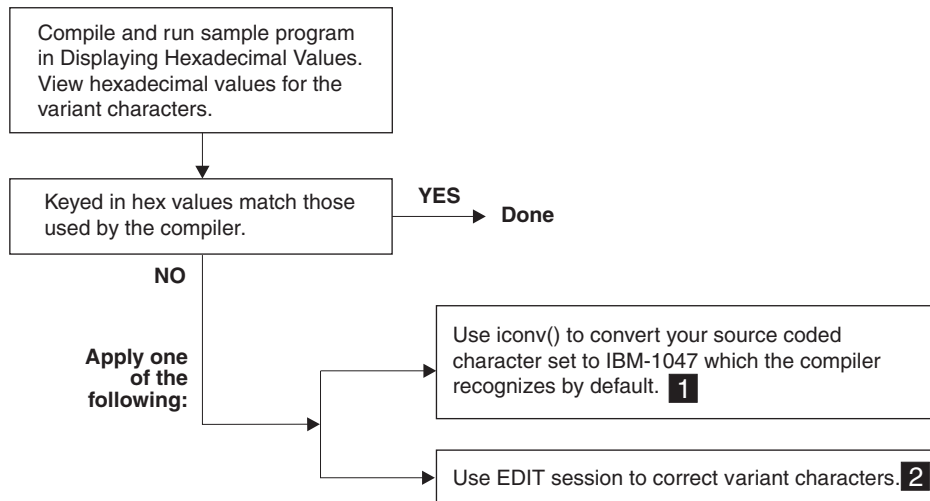 Compile and run sample program
in Displaying Hexadecimal Values.
View hexadecimal values for the
variant characters.
Keyed in hex values match those
used by the compiler.
YES
Done
NO
Apply one
of the
following:
Use iconv() to convert your source coded
character set to IBM-1047 which the compiler
recognizes by default. 1
Use EDIT session to correct variant characters. 2